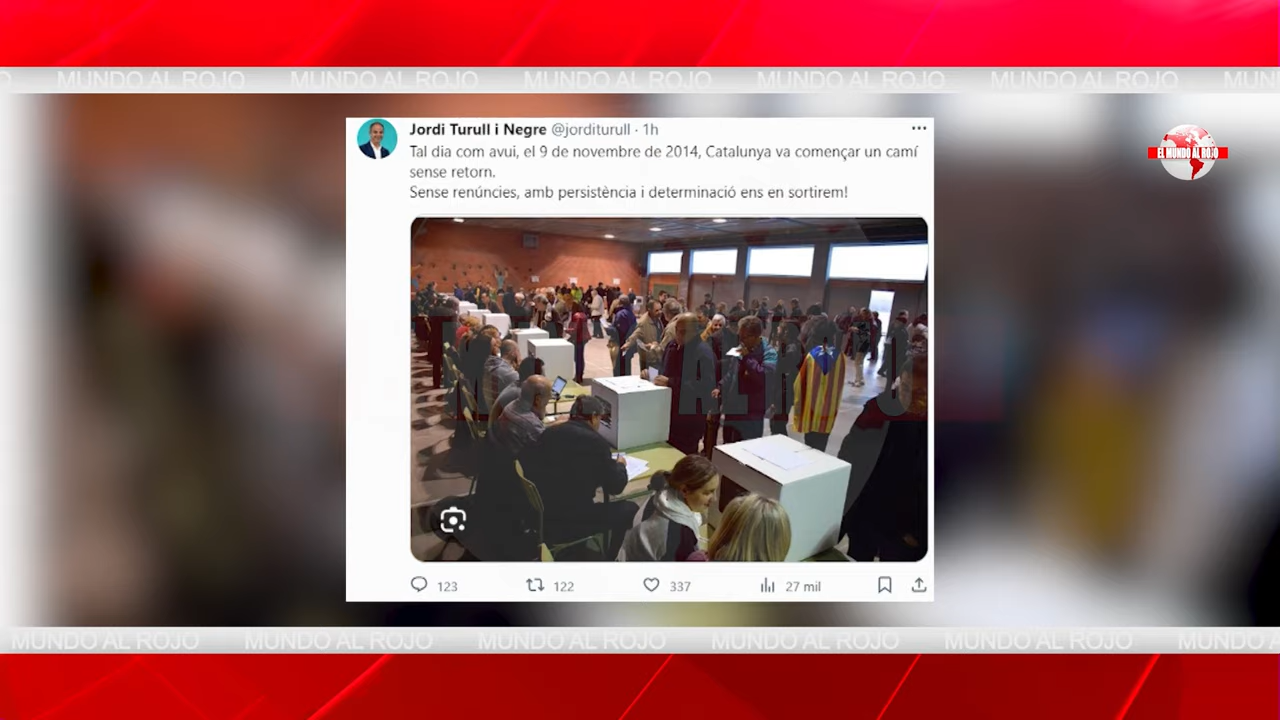 MUNDO AL ROJO MUNDO AL ROJO MUNDO AL ROJO MUNDO AL ROJO MUNDO AL ROJO
Jordi Turull i Negre @jorditurull · 1h
Tal dia com avui, el 9 de novembre de 2014, Catalunya va començar un camí
sense retorn.
Sense renúncies, amb persistència i determinació ens en sortirem!
EL MUNDO AL ROJO
123 122 337 27 mil
MUNDO AL ROJO MUNDO AL ROJO MUNDO AL ROJO MUNDO AL ROJO MUNDO AL ROJO MUNDO AL ROJO